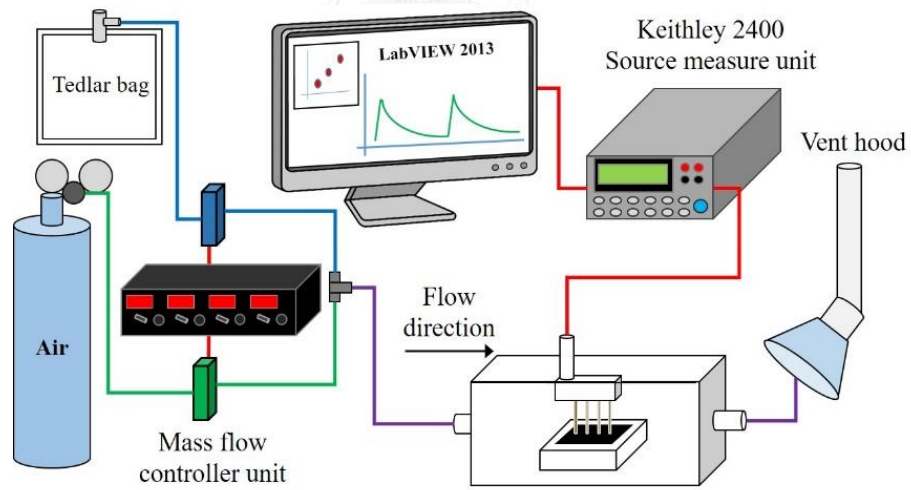 Tedlar bag
LabVIEW 2013
Keithley 2400
Source measure unit
Vent hood
Air
Flow
direction
Mass flow
controller unit